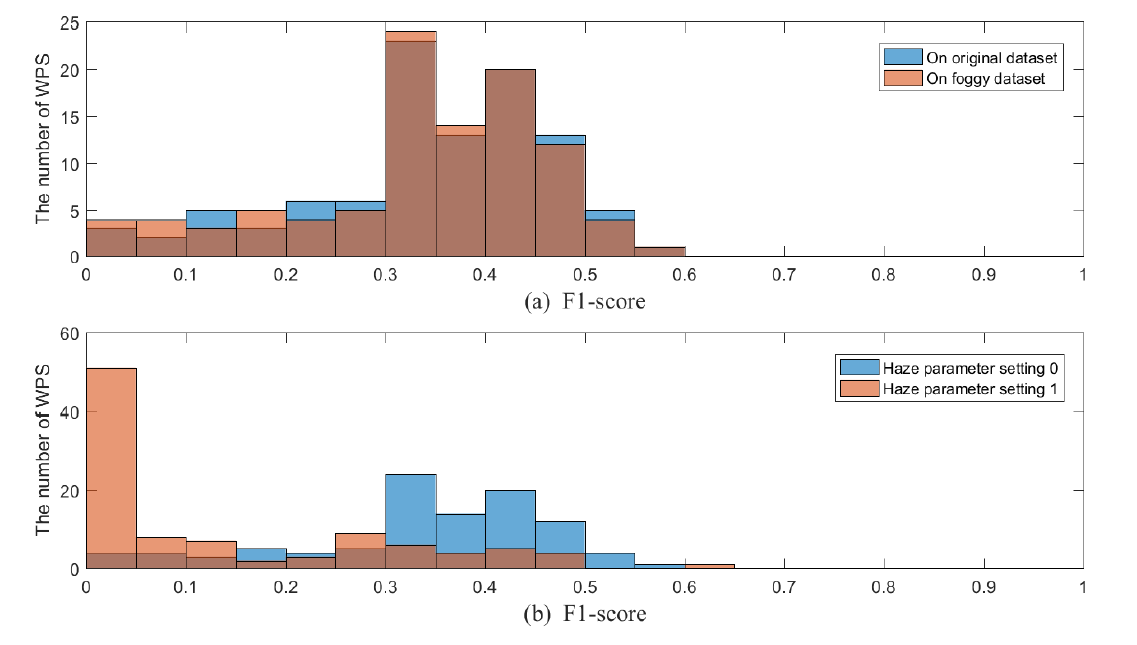 25
20
15
10
5
0
The number of WPS
On original dataset
On foggy dataset
0 0.1 0.2 0.3 0.4 0.5 0.6 0.7 0.8 0.9 1
(a) F1-score
60
40
20
0
The number of WPS
Haze parameter setting 0
Haze parameter setting 1
0 0.1 0.2 0.3 0.4 0.5 0.6 0.7 0.8 0.9 1
(b) F1-score